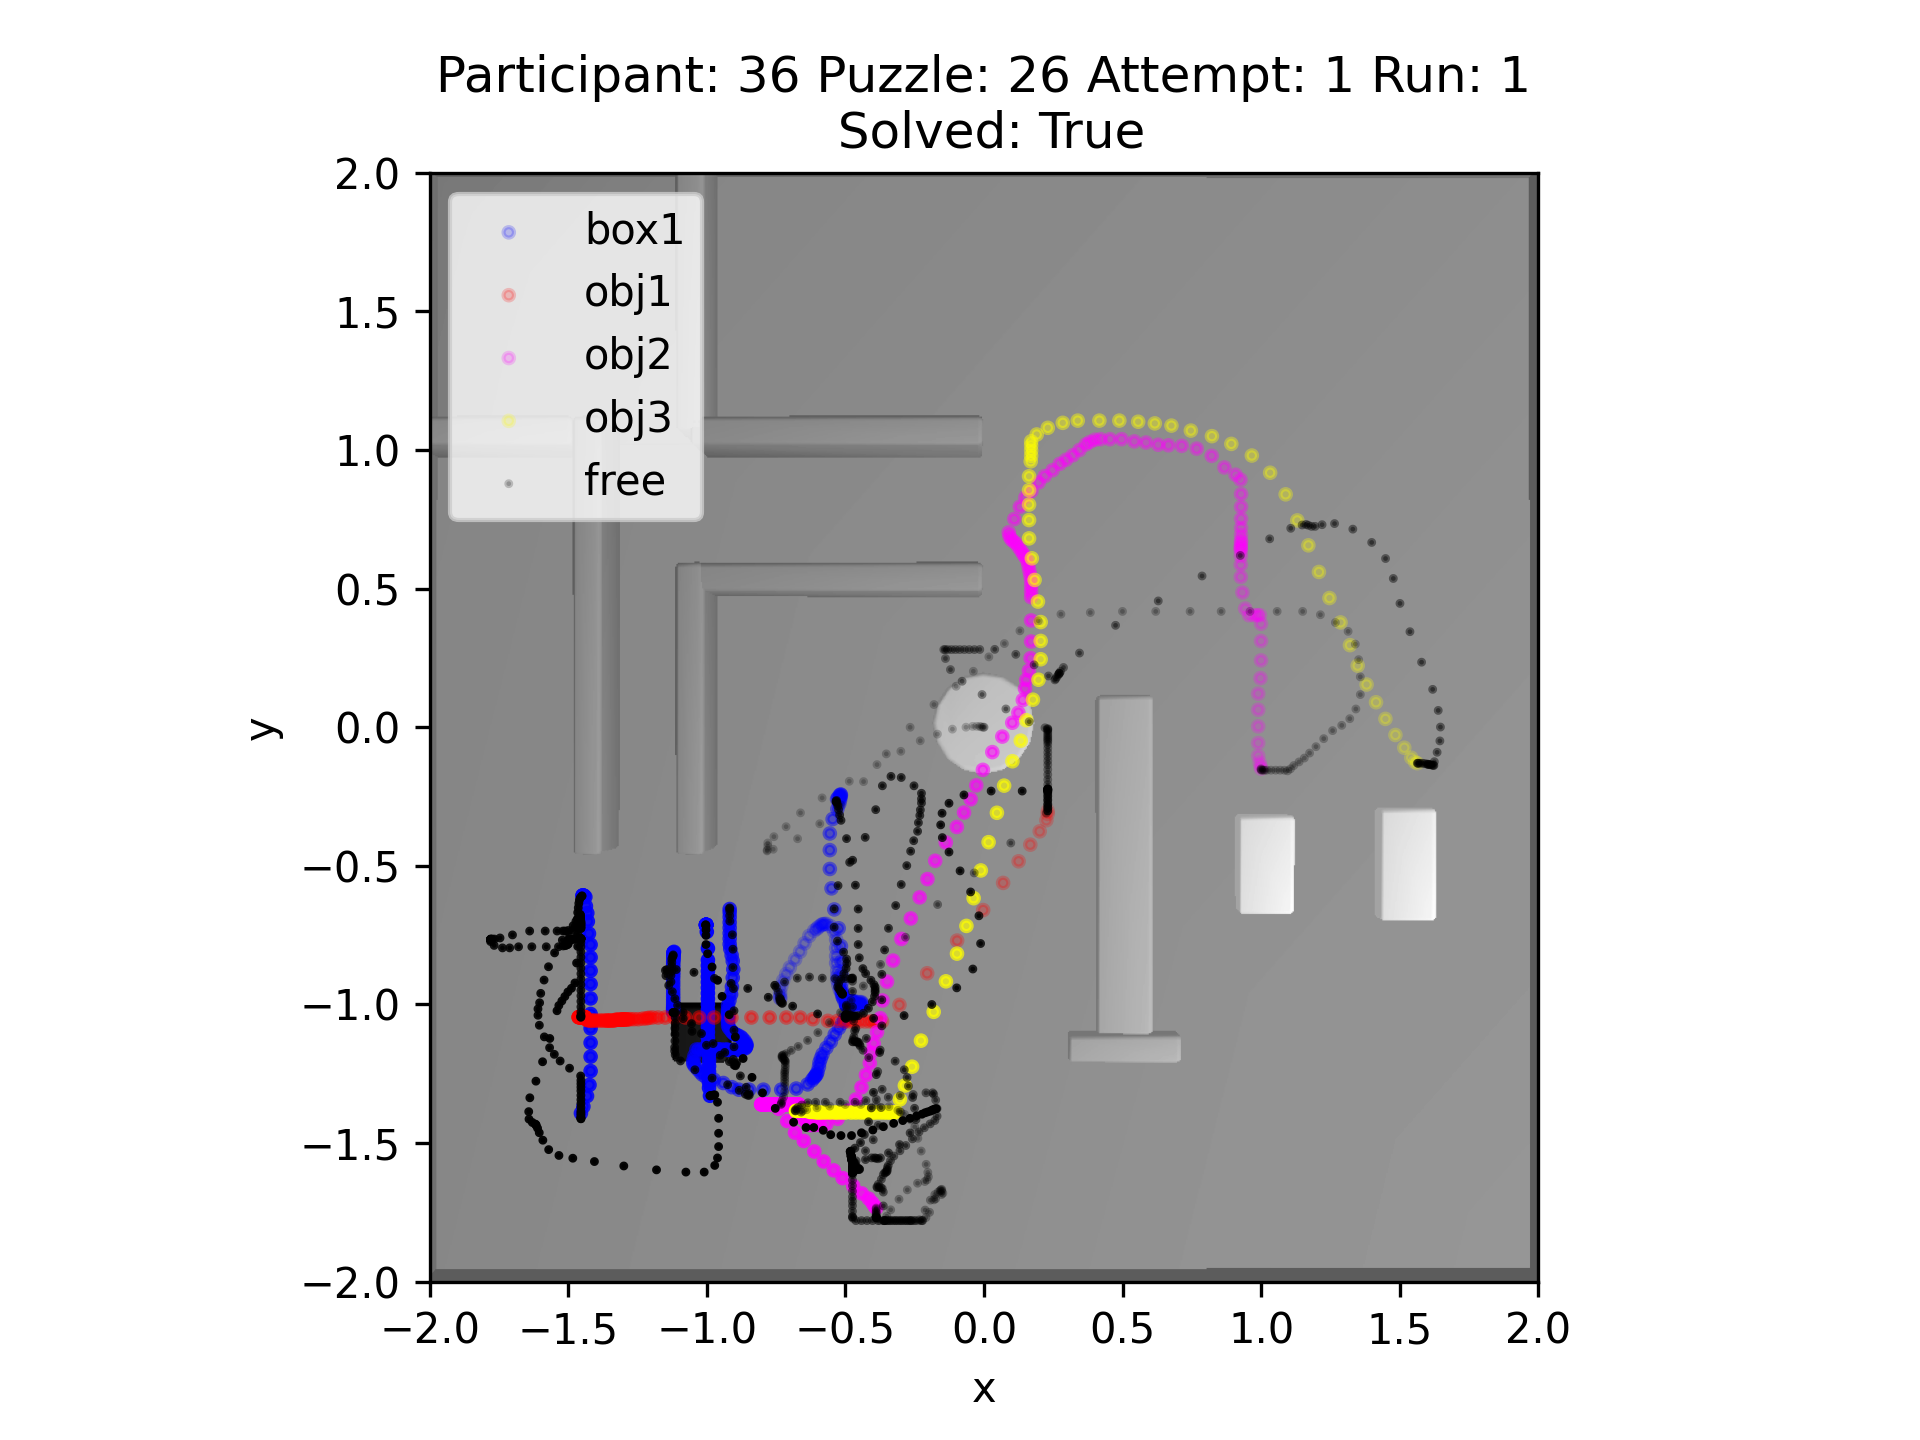 Participant: 36 Puzzle: 26 Attempt: 1 Run: 1
Solved: True
2.0
1.5
1.0
0.5
0.0
−0.5
−1.0
−1.5
−2.0
y
box1
obj1
obj2
obj3
free
−2.0 −1.5 −1.0 −0.5 0.0 0.5 1.0 1.5 2.0
x